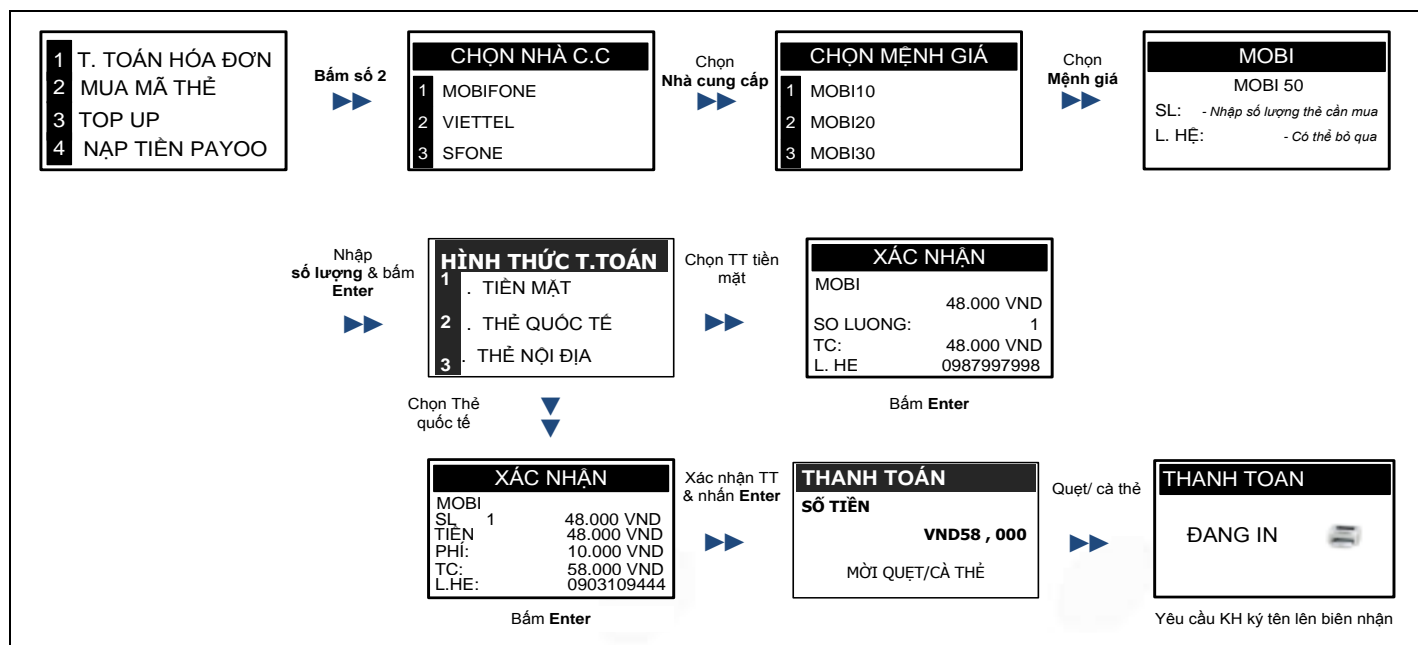 1 T. TOÁN HÓA ĐƠN
2 MUA MÃ THẺ
3 TOP UP
4 NẠP TIỀN PAYOO
Bấm số 2
CHỌN NHÀ C.C
1 MOBIFONE
2 VIETTEL
3 SFONE
Chọn
Nhà cung cấp
CHỌN MỆNH GIÁ
1 MOBI10
2 MOBI20
3 MOBI30
Chọn
Mệnh giá
MOBI
MOBI 50
SL: - Nhập số lượng thẻ cần mua
L. HỆ: - Có thể bỏ qua
Nhập
số lượng & bấm
Enter
HÌNH THỨC T.TOÁN
1 . TIỀN MẶT
2 . THẺ QUỐC TẾ
3 . THẺ NỘI ĐỊA
Chọn TT tiền
mặt
XÁC NHẬN
MOBI
48.000 VND
SO LUONG: 1
TC: 48.000 VND
L. HE 0987997998
Bấm Enter
Chọn Thẻ
quốc tế
XÁC NHẬN
MOBI
SL 1 48.000 VND
TIỀN 48.000 VND
PHÍ: 10.000 VND
TC: 58.000 VND
L.HE: 0903109444
Bấm Enter
Xác nhận TT
& nhấn Enter
THANH TOÁN
SỐ TIỀN
VND58 , 000
MỜI QUẸT/CÀ THẺ
Quẹt/ cà thẻ
THANH TOAN
ĐANG IN
Yêu cầu KH ký tên lên biên nhận